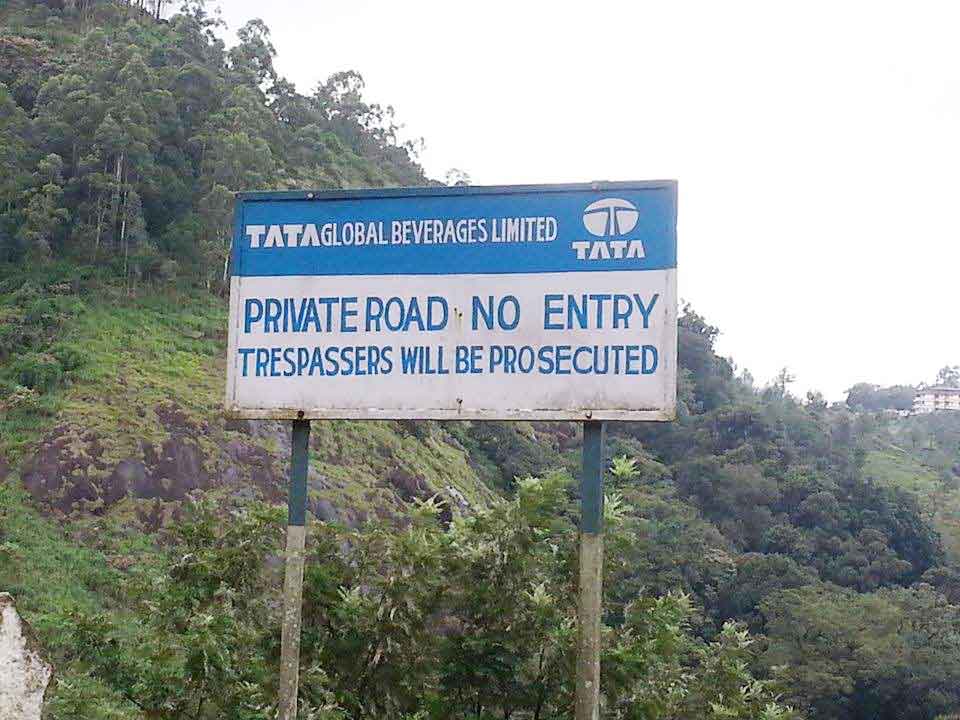 TATA GLOBAL BEVERAGES LIMITED
TATA
PRIVATE ROAD NO ENTRY
TRESPASSERS WILL BE PROSECUTED